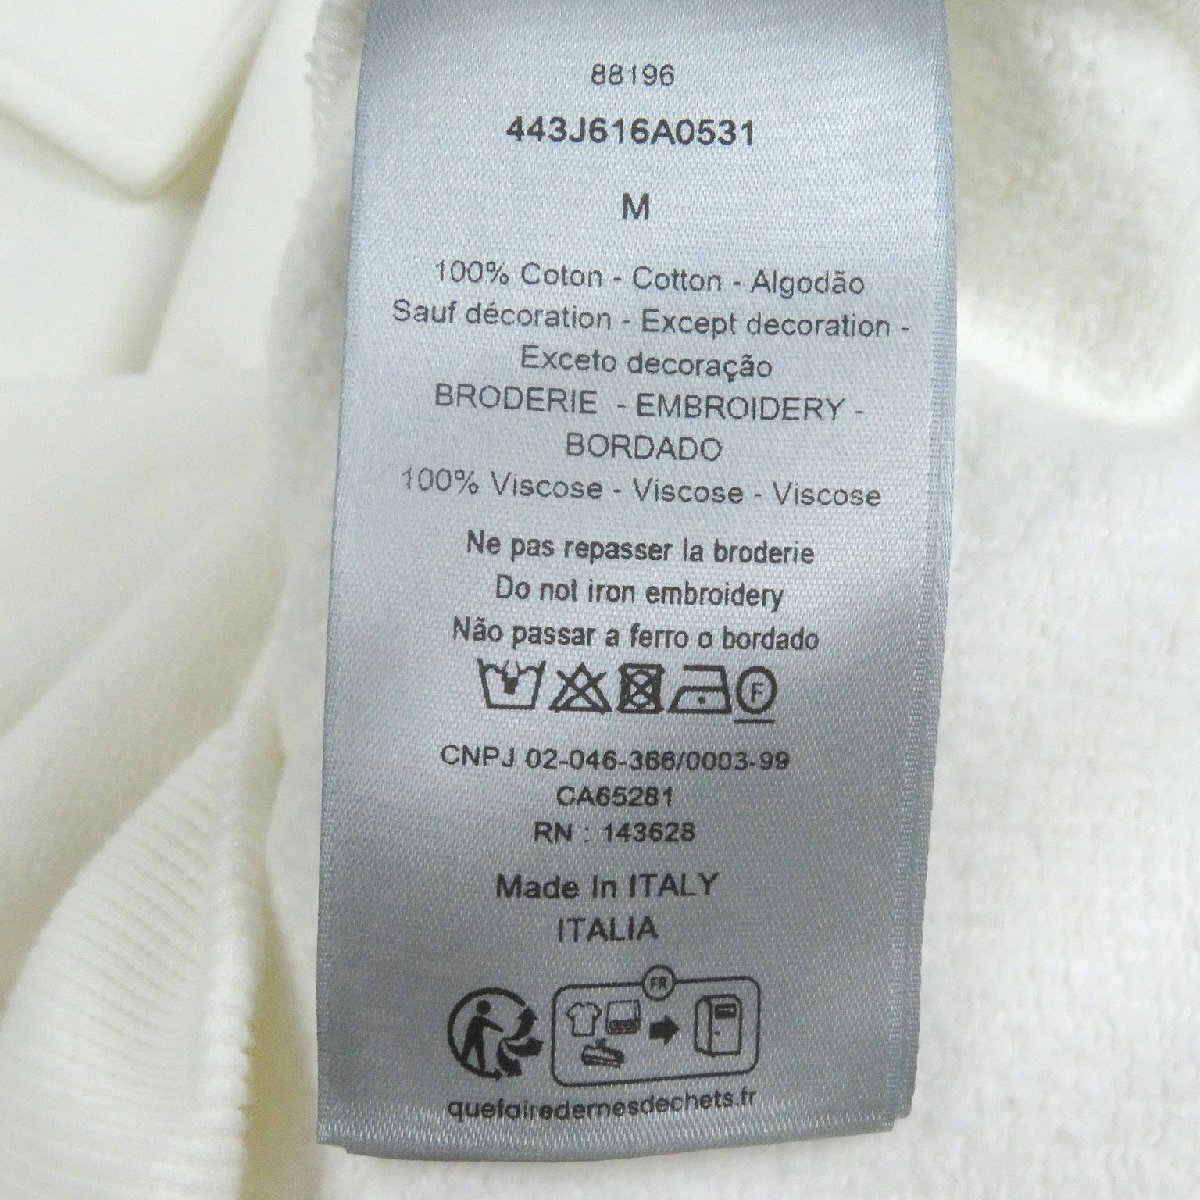 88196
443J616A0531
M
100% Coton - Cotton - Algodão
Sauf décoration - Except decoration -
Exceto decoração
BRODERIE - EMBROIDERY -
BORDADO
100% Viscose - Viscose - Viscose
Ne pas repasser la broderie
Do not iron embroidery
Não passar a ferro o bordado
F
CNPJ 02-046-366/0003-99
CA65281
RN : 143628
Made In ITALY
ITALIA
FR
quefairedemesdechets.fr